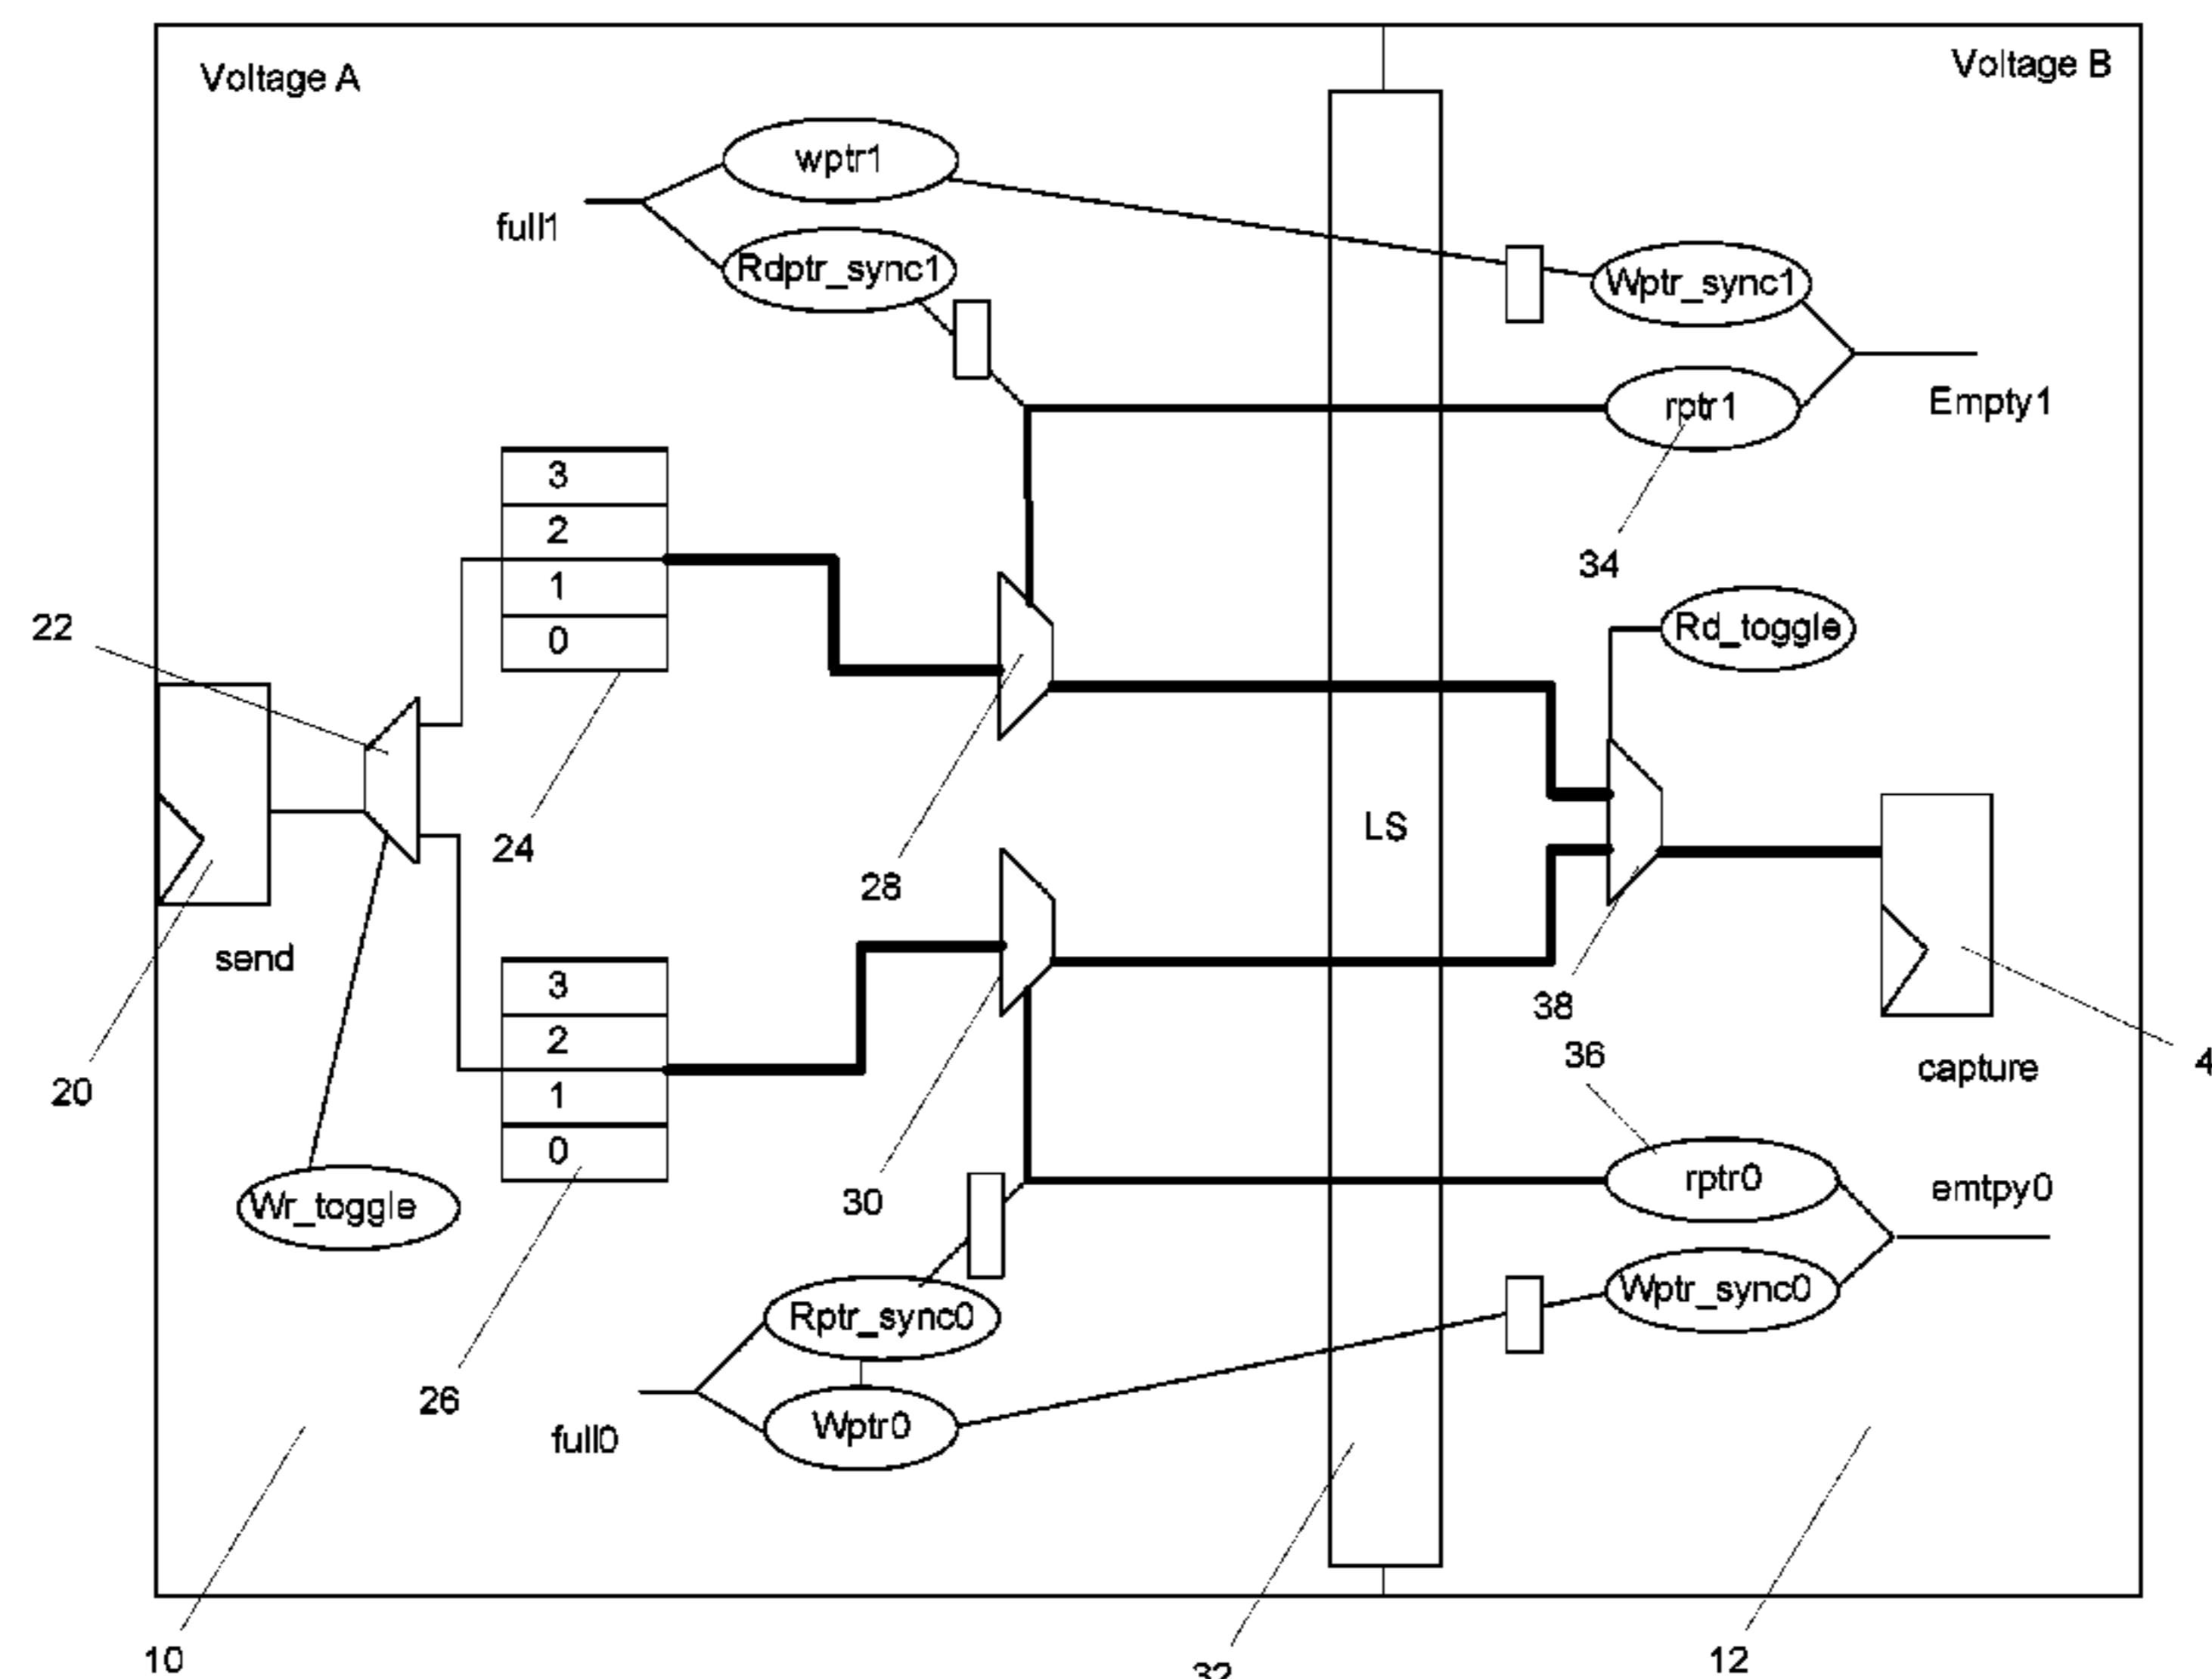 Voltage A
Voltage B
wptr1
full1
Rdptr_sync1
Wptr_sync1
rptr1
Empty1
3
2
1
0
34
22
Rd_toggle
24
28
LS
send
3
2
1
0
38
36
20
capture
Wr_toggle
30
rptr0
emtpy0
Rptr_sync0
Wptr_sync0
26
full0
Wptr0
10
32
12